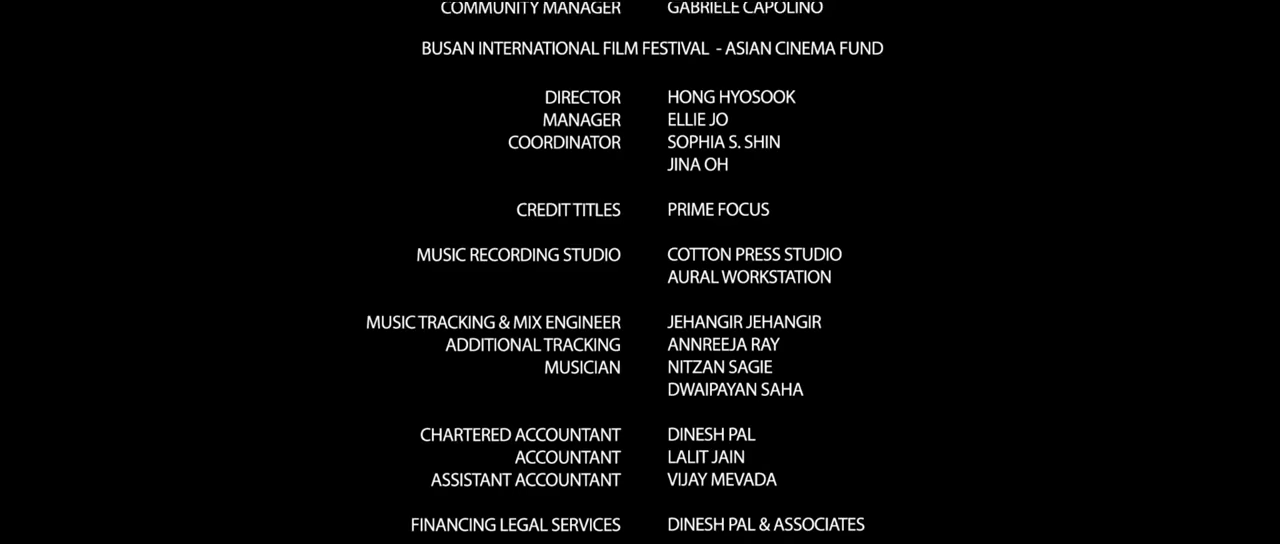 COMMUNITY MANAGER GABRIELE CAPOLINO
BUSAN INTERNATIONAL FILM FESTIVAL - ASIAN CINEMA FUND
DIRECTOR HONG HYOSOOK
MANAGER ELLIE JO
COORDINATOR SOPHIA S. SHIN
JINA OH
CREDIT TITLES PRIME FOCUS
MUSIC RECORDING STUDIO COTTON PRESS STUDIO
AURAL WORKSTATION
MUSIC TRACKING & MIX ENGINEER JEHANGIR JEHANGIR
ADDITIONAL TRACKING ANNREEJA RAY
MUSICIAN NITZAN SAGIE
DWAIPAYAN SAHA
CHARTERED ACCOUNTANT DINESH PAL
ACCOUNTANT LALIT JAIN
ASSISTANT ACCOUNTANT VIJAY MEVADA
FINANCING LEGAL SERVICES DINESH PAL & ASSOCIATES